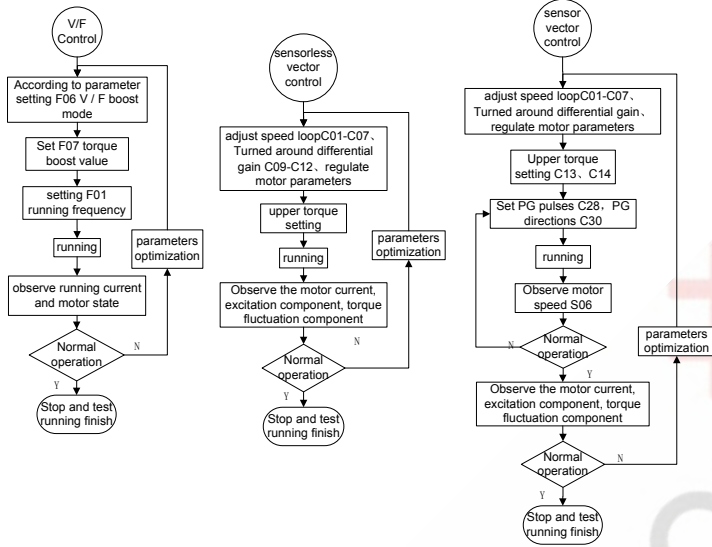 V/F
Control
According to parameter
setting F06 V / F boost
mode
Set F07 torque
boost value
setting F01
running frequency
running
parameters
optimization
observe running current
and motor state
Normal
operation
N
Y
Stop and test
running finish
sensorless
vector
control
adjust speed loopC01-C07、
Turned around differential
gain C09-C12、regulate
motor parameters
upper torque
setting
running
parameters
optimization
Observe the motor current,
excitation component, torque
fluctuation component
N
Normal
operation
Y
Stop and test
running finish
sensor
vector
control
adjust speed loopC01-C07、
Turned around differential gain、
regulate motor parameters
Upper torque
setting C13、C14
Set PG pulses C28，PG
directions C30
running
Observe motor
speed S06
parameters
optimization
N
Normal
operation
Y
Observe the motor current,
excitation component, torque
fluctuation component
Normal
operation
N
Y
Stop and test
running finish